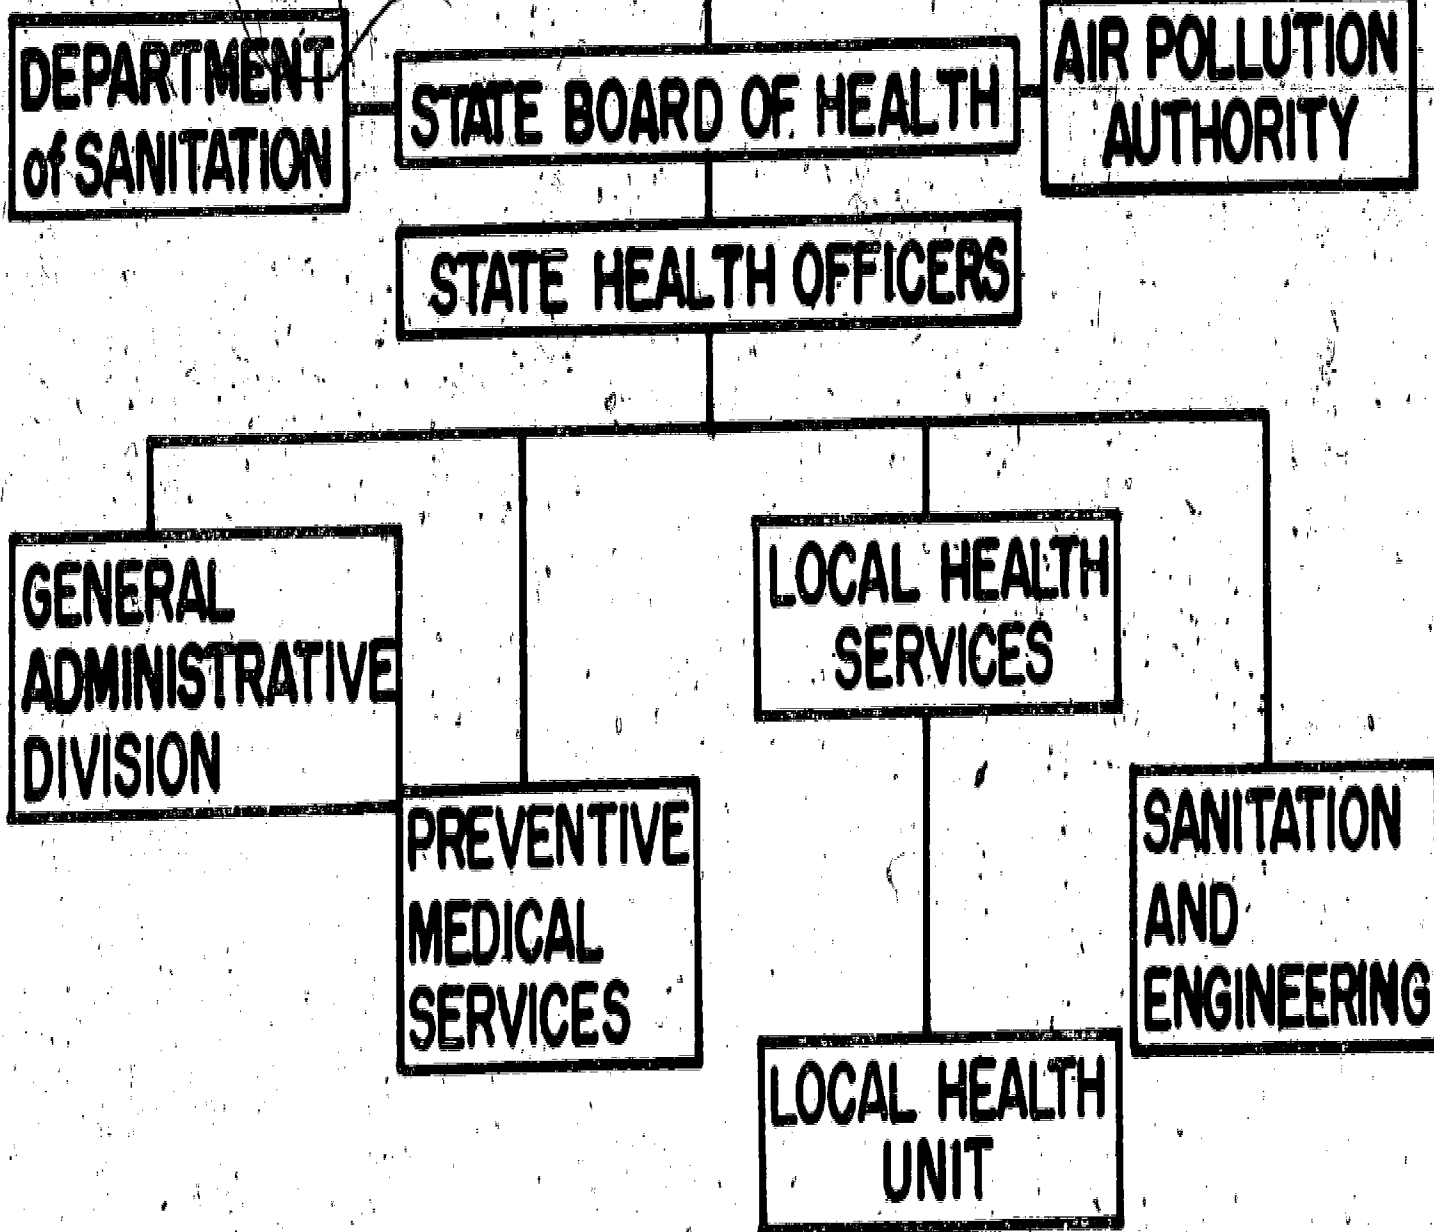 DEPARTMENT
of SANITATION
STATE BOARD OF HEALTH
AIR POLLUTION
AUTHORITY
STATE HEALTH OFFICERS
GENERAL
ADMINISTRATIVE
DIVISION
PREVENTIVE
MEDICAL
SERVICES
LOCAL HEALTH
SERVICES
LOCAL HEALTH
UNIT
SANITATION
AND
ENGINEERING